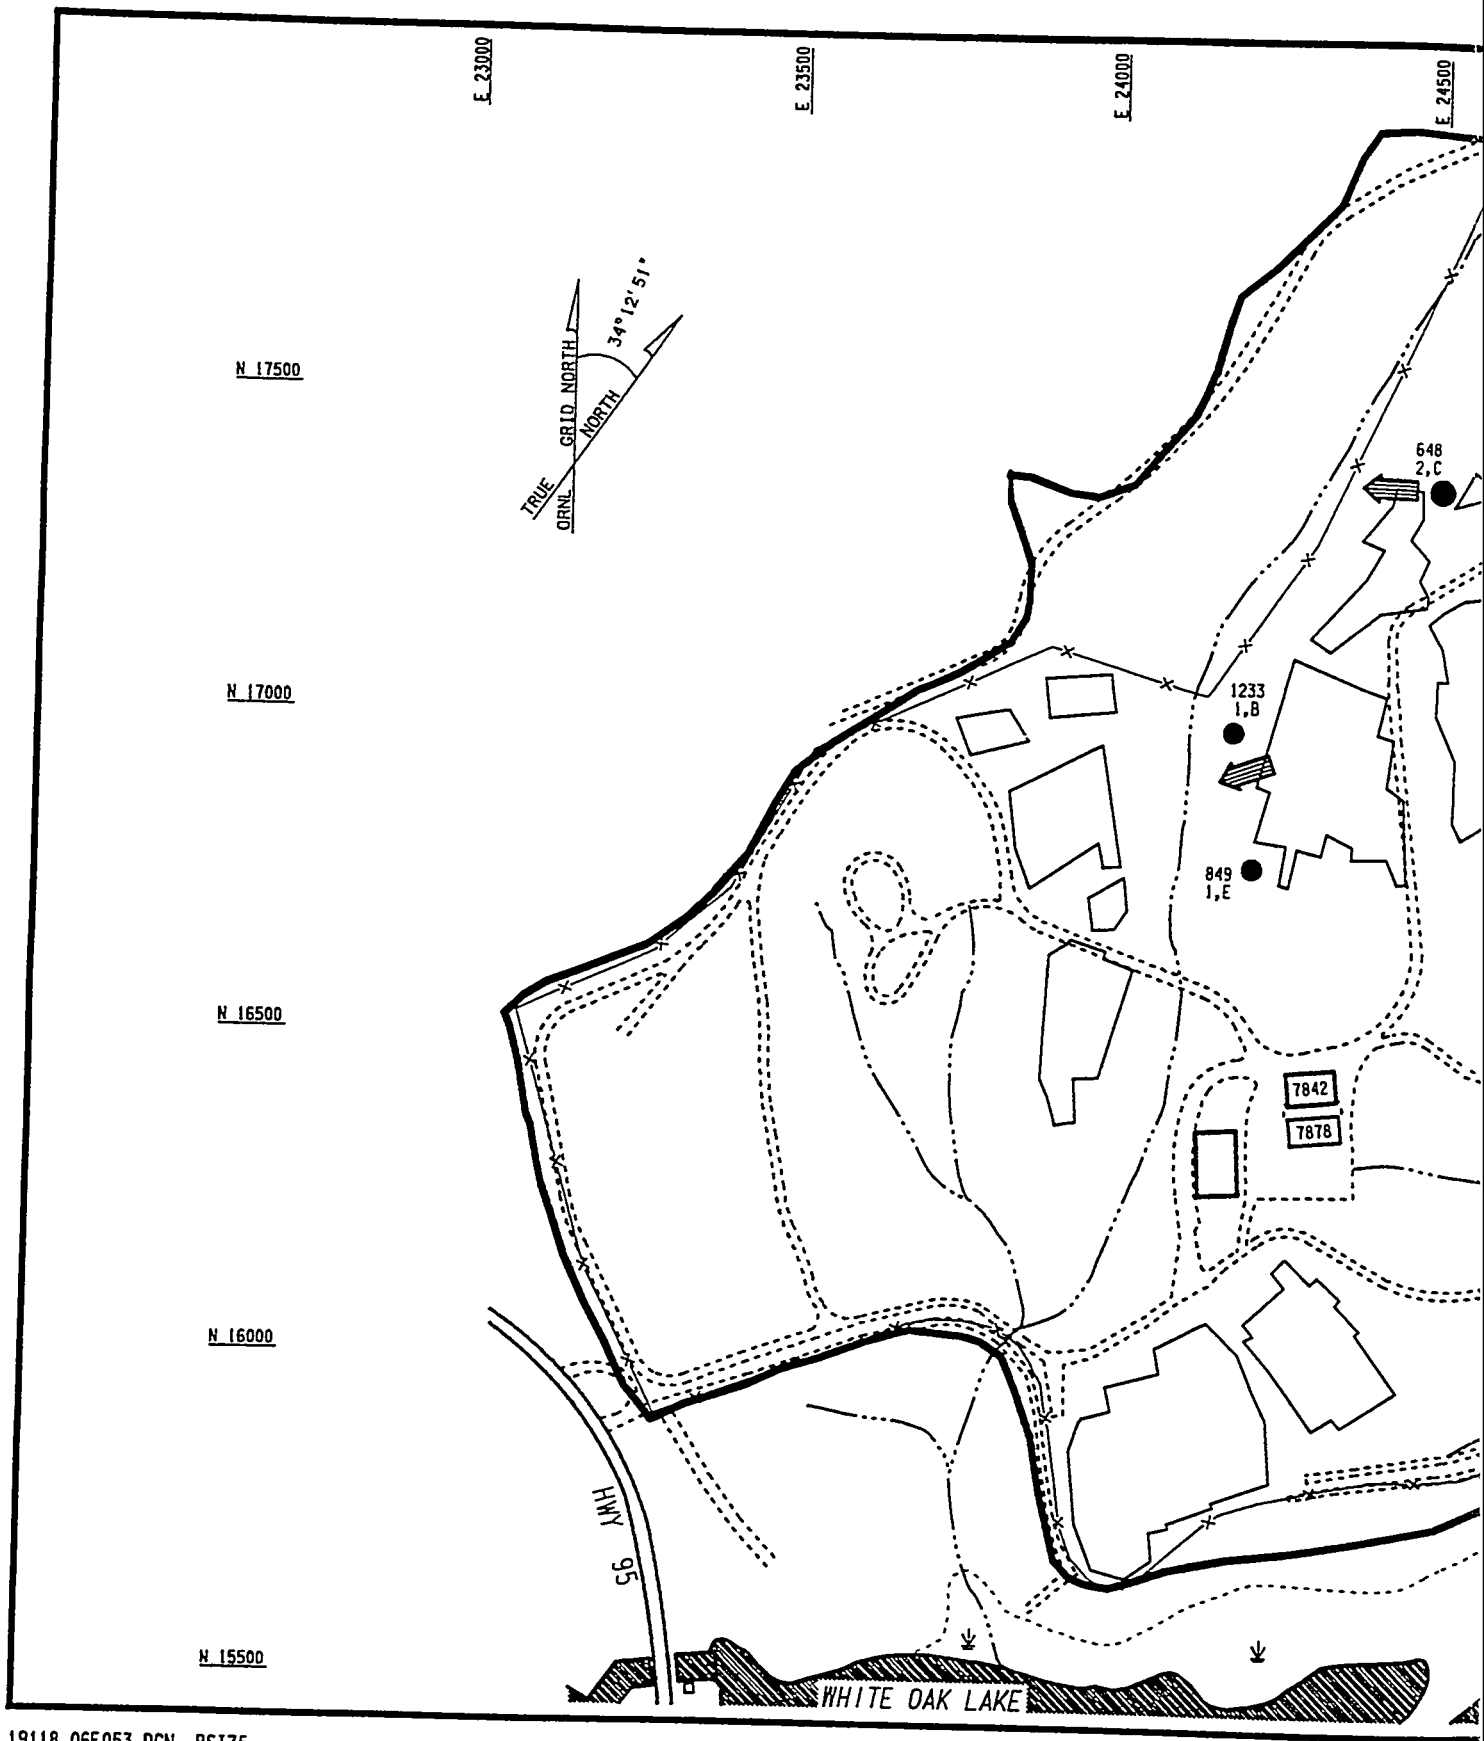 E 23000
E 23500
E 24000
E 24500
34°12'51"
N 17500
GRID NORTH
NORTH
TRUE
ORNL
648
2,C
N 17000
1233
1,B
849
1,E
N 16500
7842
7878
N 16000
HWY 95
N 15500
WHITE OAK LAKE